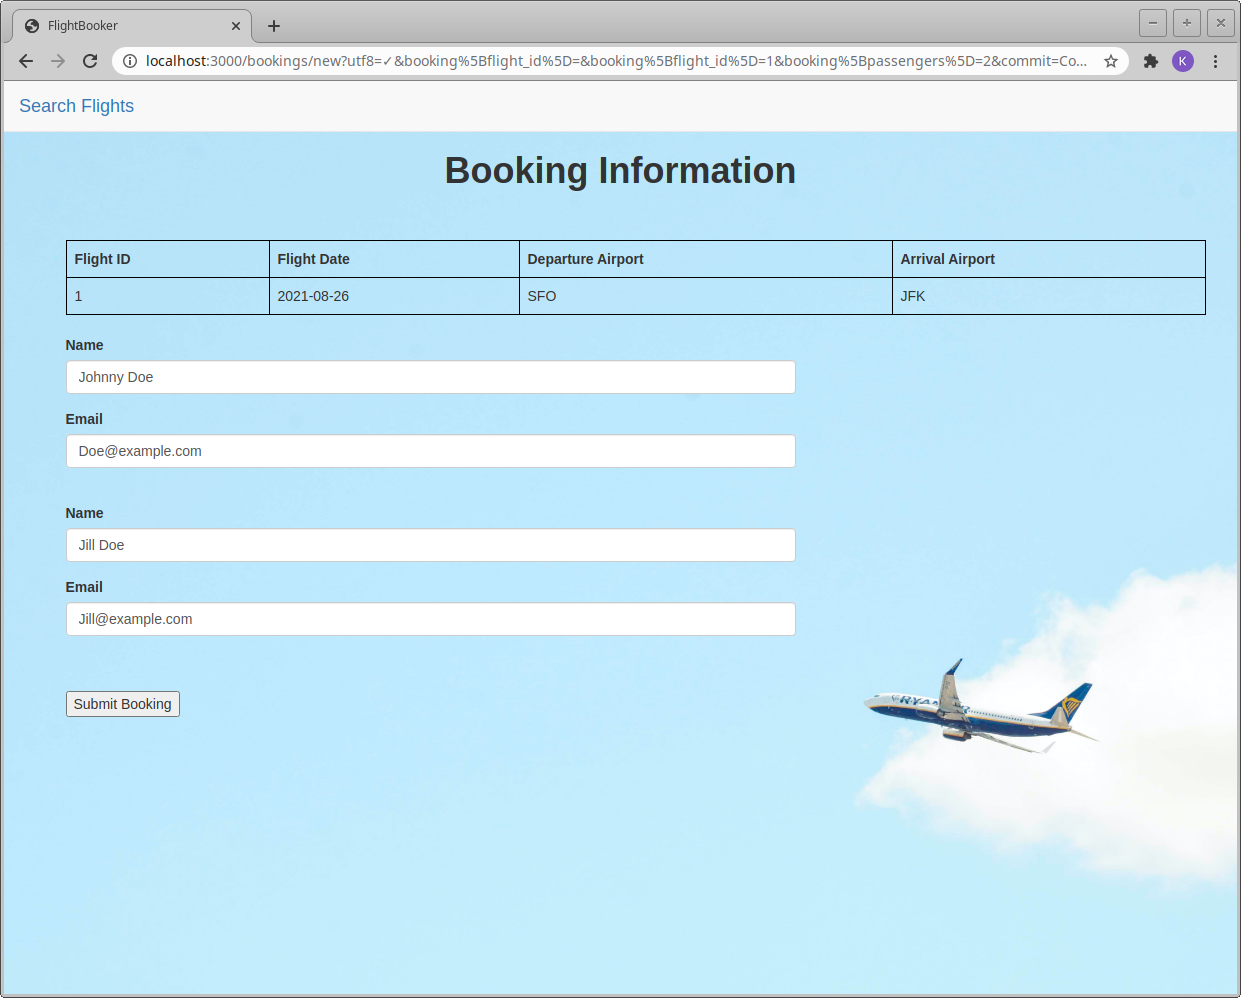 FlightBooker
localhost:3000/bookings/new?utf8=✓&booking%5Bflight_id%5D=&booking%5Bflight_id%5D=1&booking%5Bpassengers%5D=2&commit=Co...
K
Search Flights
Booking Information
Flight ID Flight Date Departure Airport Arrival Airport
1 2021-08-26 SFO JFK
Name
Johnny Doe
Email
Doe@example.com
Name
Jill Doe
Email
Jill@example.com
Submit Booking